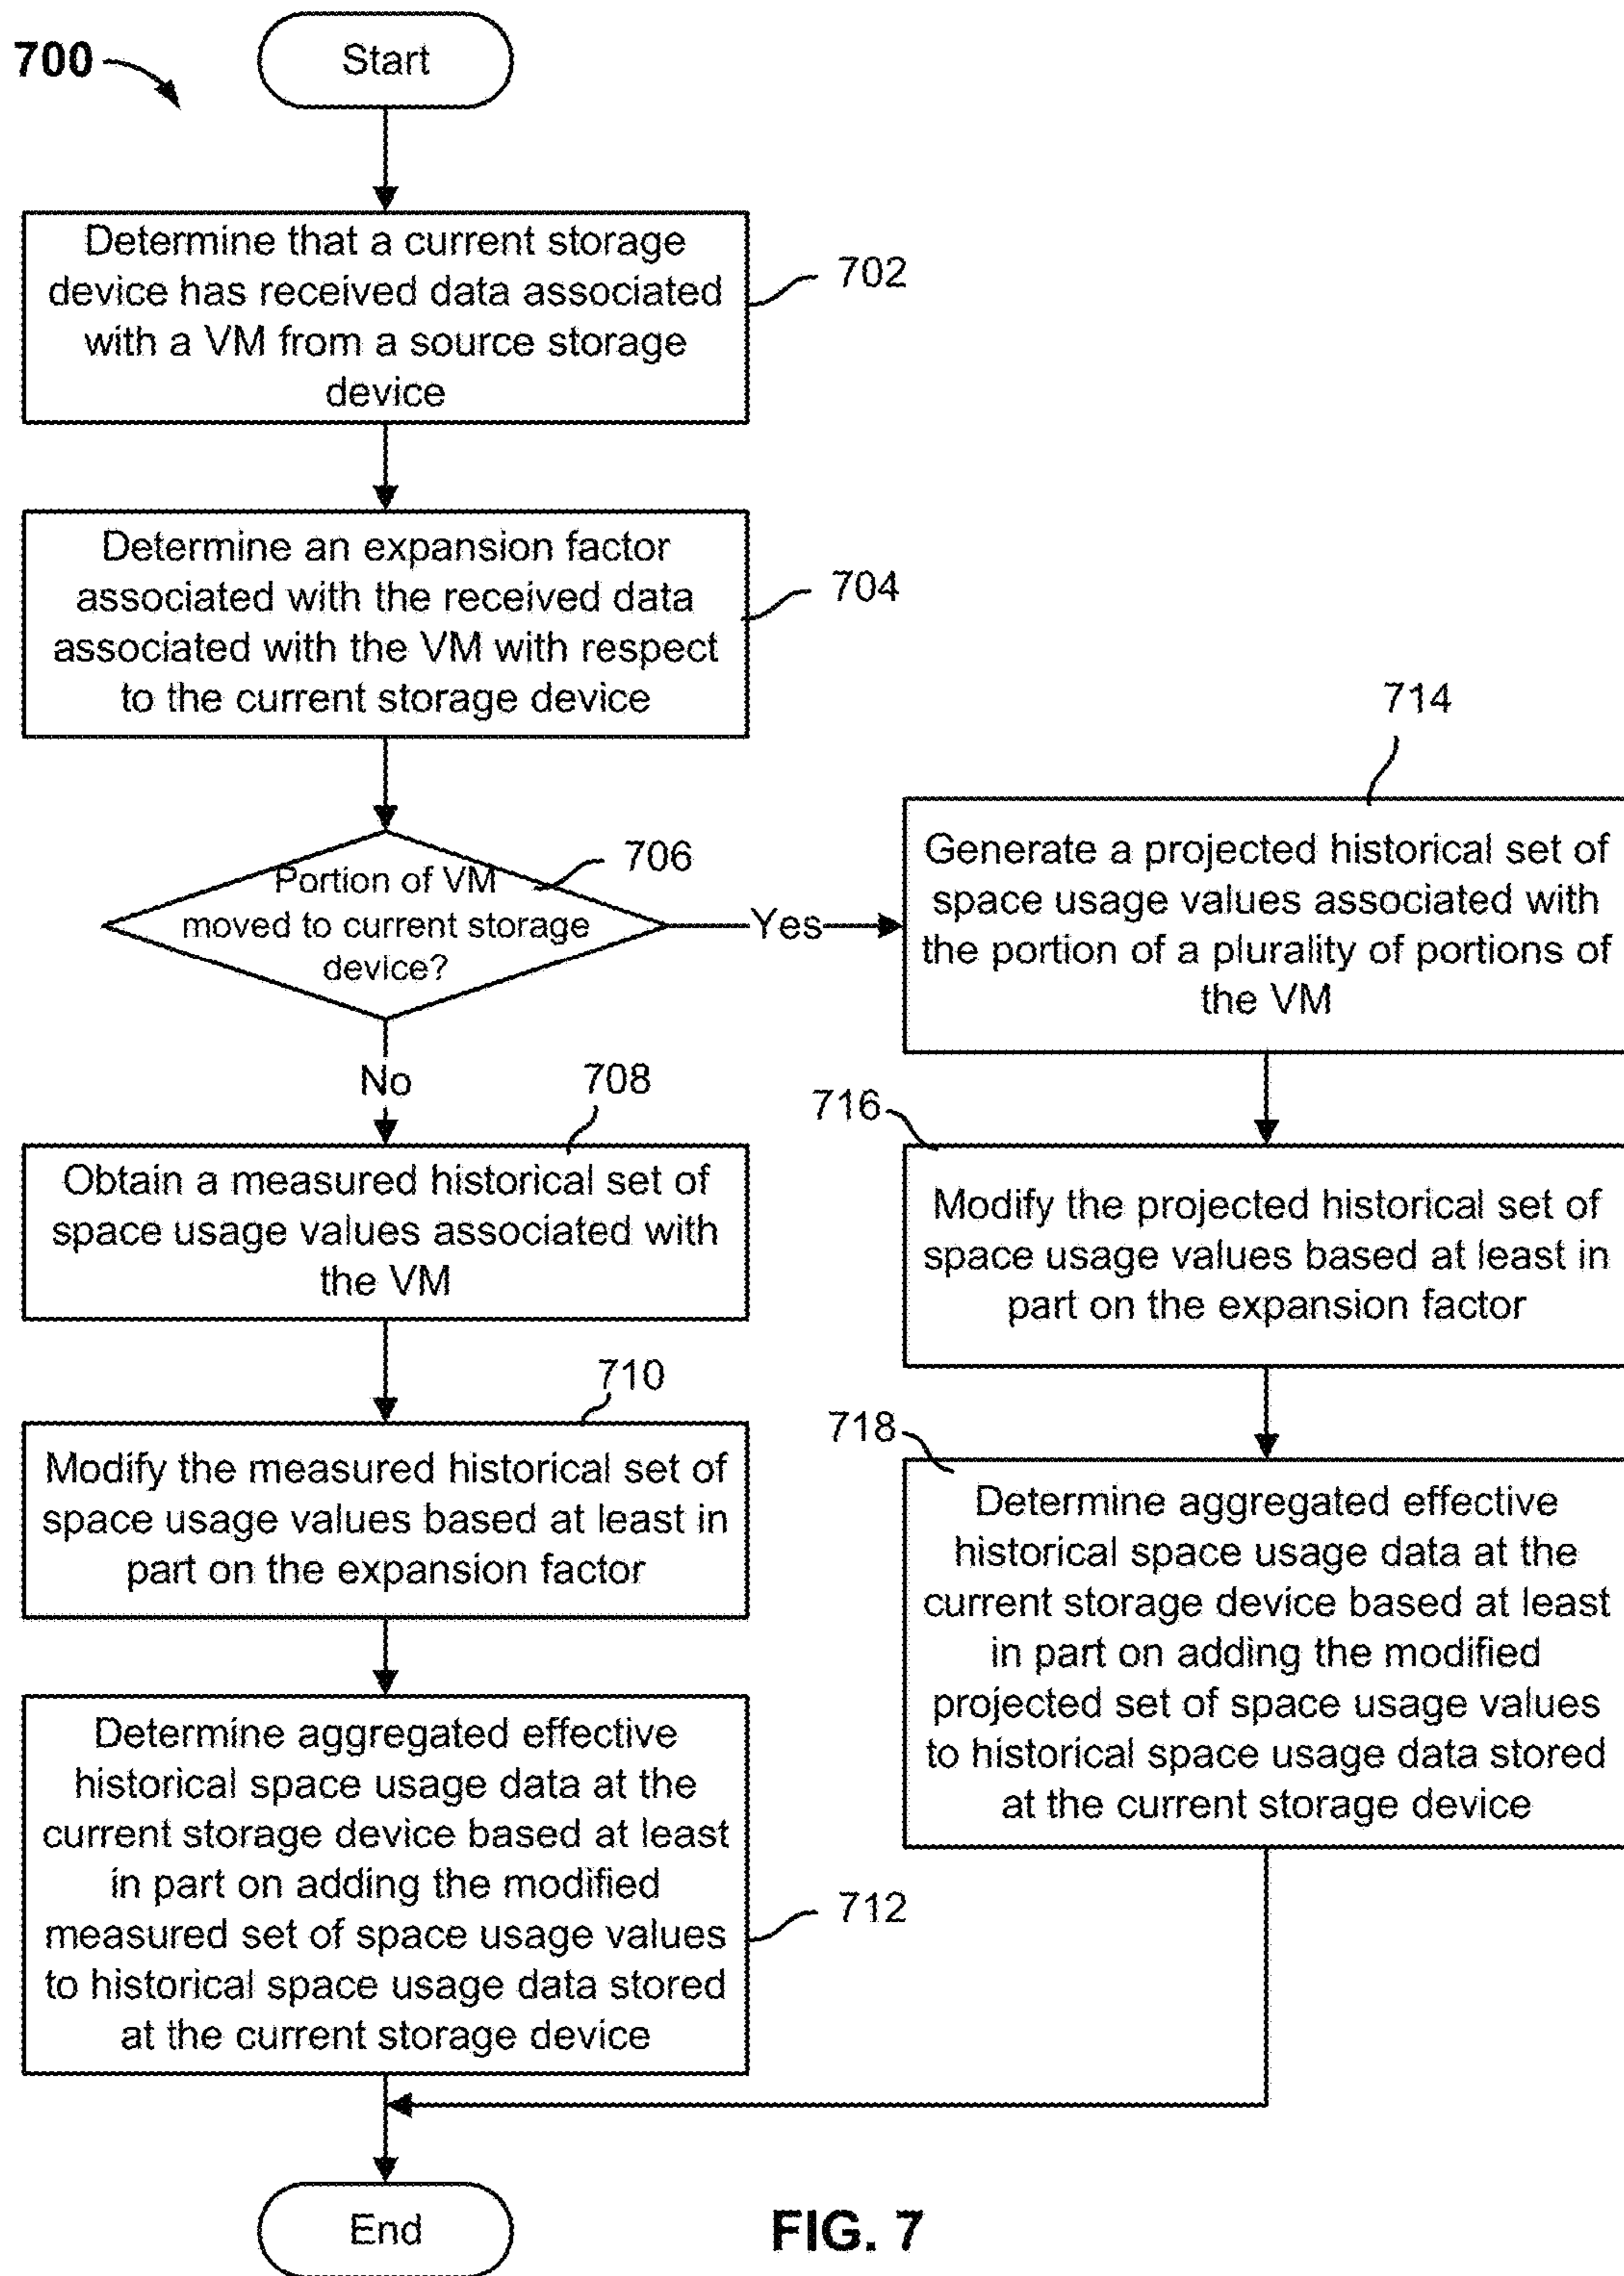 700
Start
Determine that a current storage
device has received data associated
with a VM from a source storage
device
702
Determine an expansion factor
associated with the received data
associated with the VM with respect
to the current storage device
704
706
Portion of VM
moved to current storage
device?
Yes
No
708
Obtain a measured historical set of
space usage values associated with
the VM
710
Modify the measured historical set of
space usage values based at least in
part on the expansion factor
Determine aggregated effective
historical space usage data at the
current storage device based at least
in part on adding the modified
measured set of space usage values
to historical space usage data stored
at the current storage device
712
714
Generate a projected historical set of
space usage values associated with
the portion of a plurality of portions of
the VM
716
Modify the projected historical set of
space usage values based at least in
part on the expansion factor
718
Determine aggregated effective
historical space usage data at the
current storage device based at least
in part on adding the modified
projected set of space usage values
to historical space usage data stored
at the current storage device
End
FIG. 7